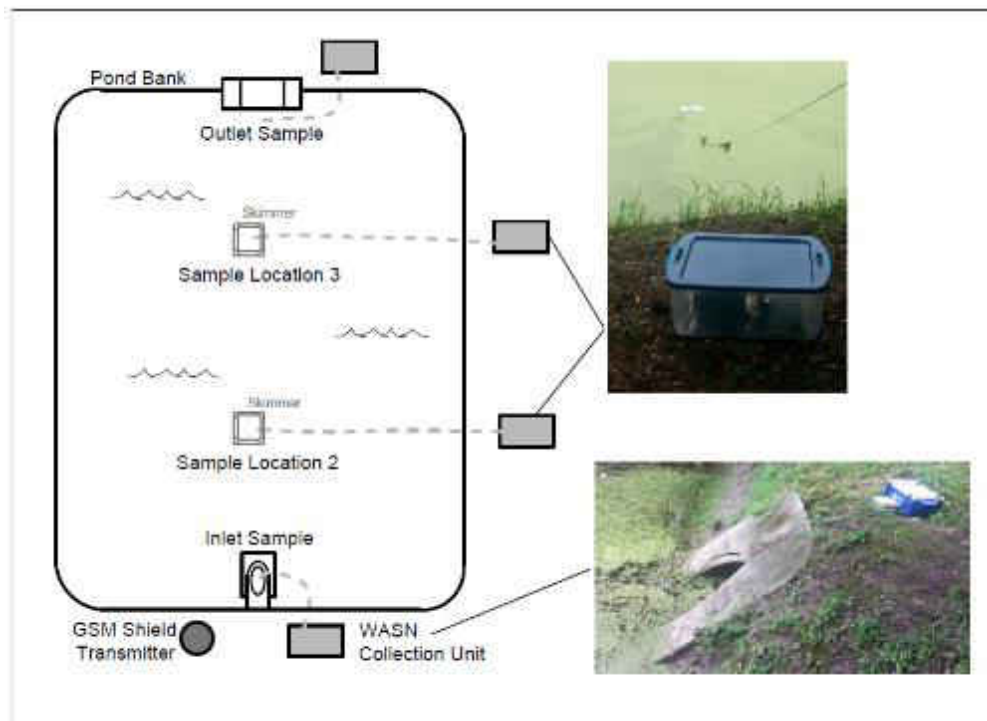 Pond Bank
Outlet Sample
Skimmer
Sample Location 3
Skimmer
Sample Location 2
Inlet Sample
GSM Shield
Transmitter
WASN
Collection Unit